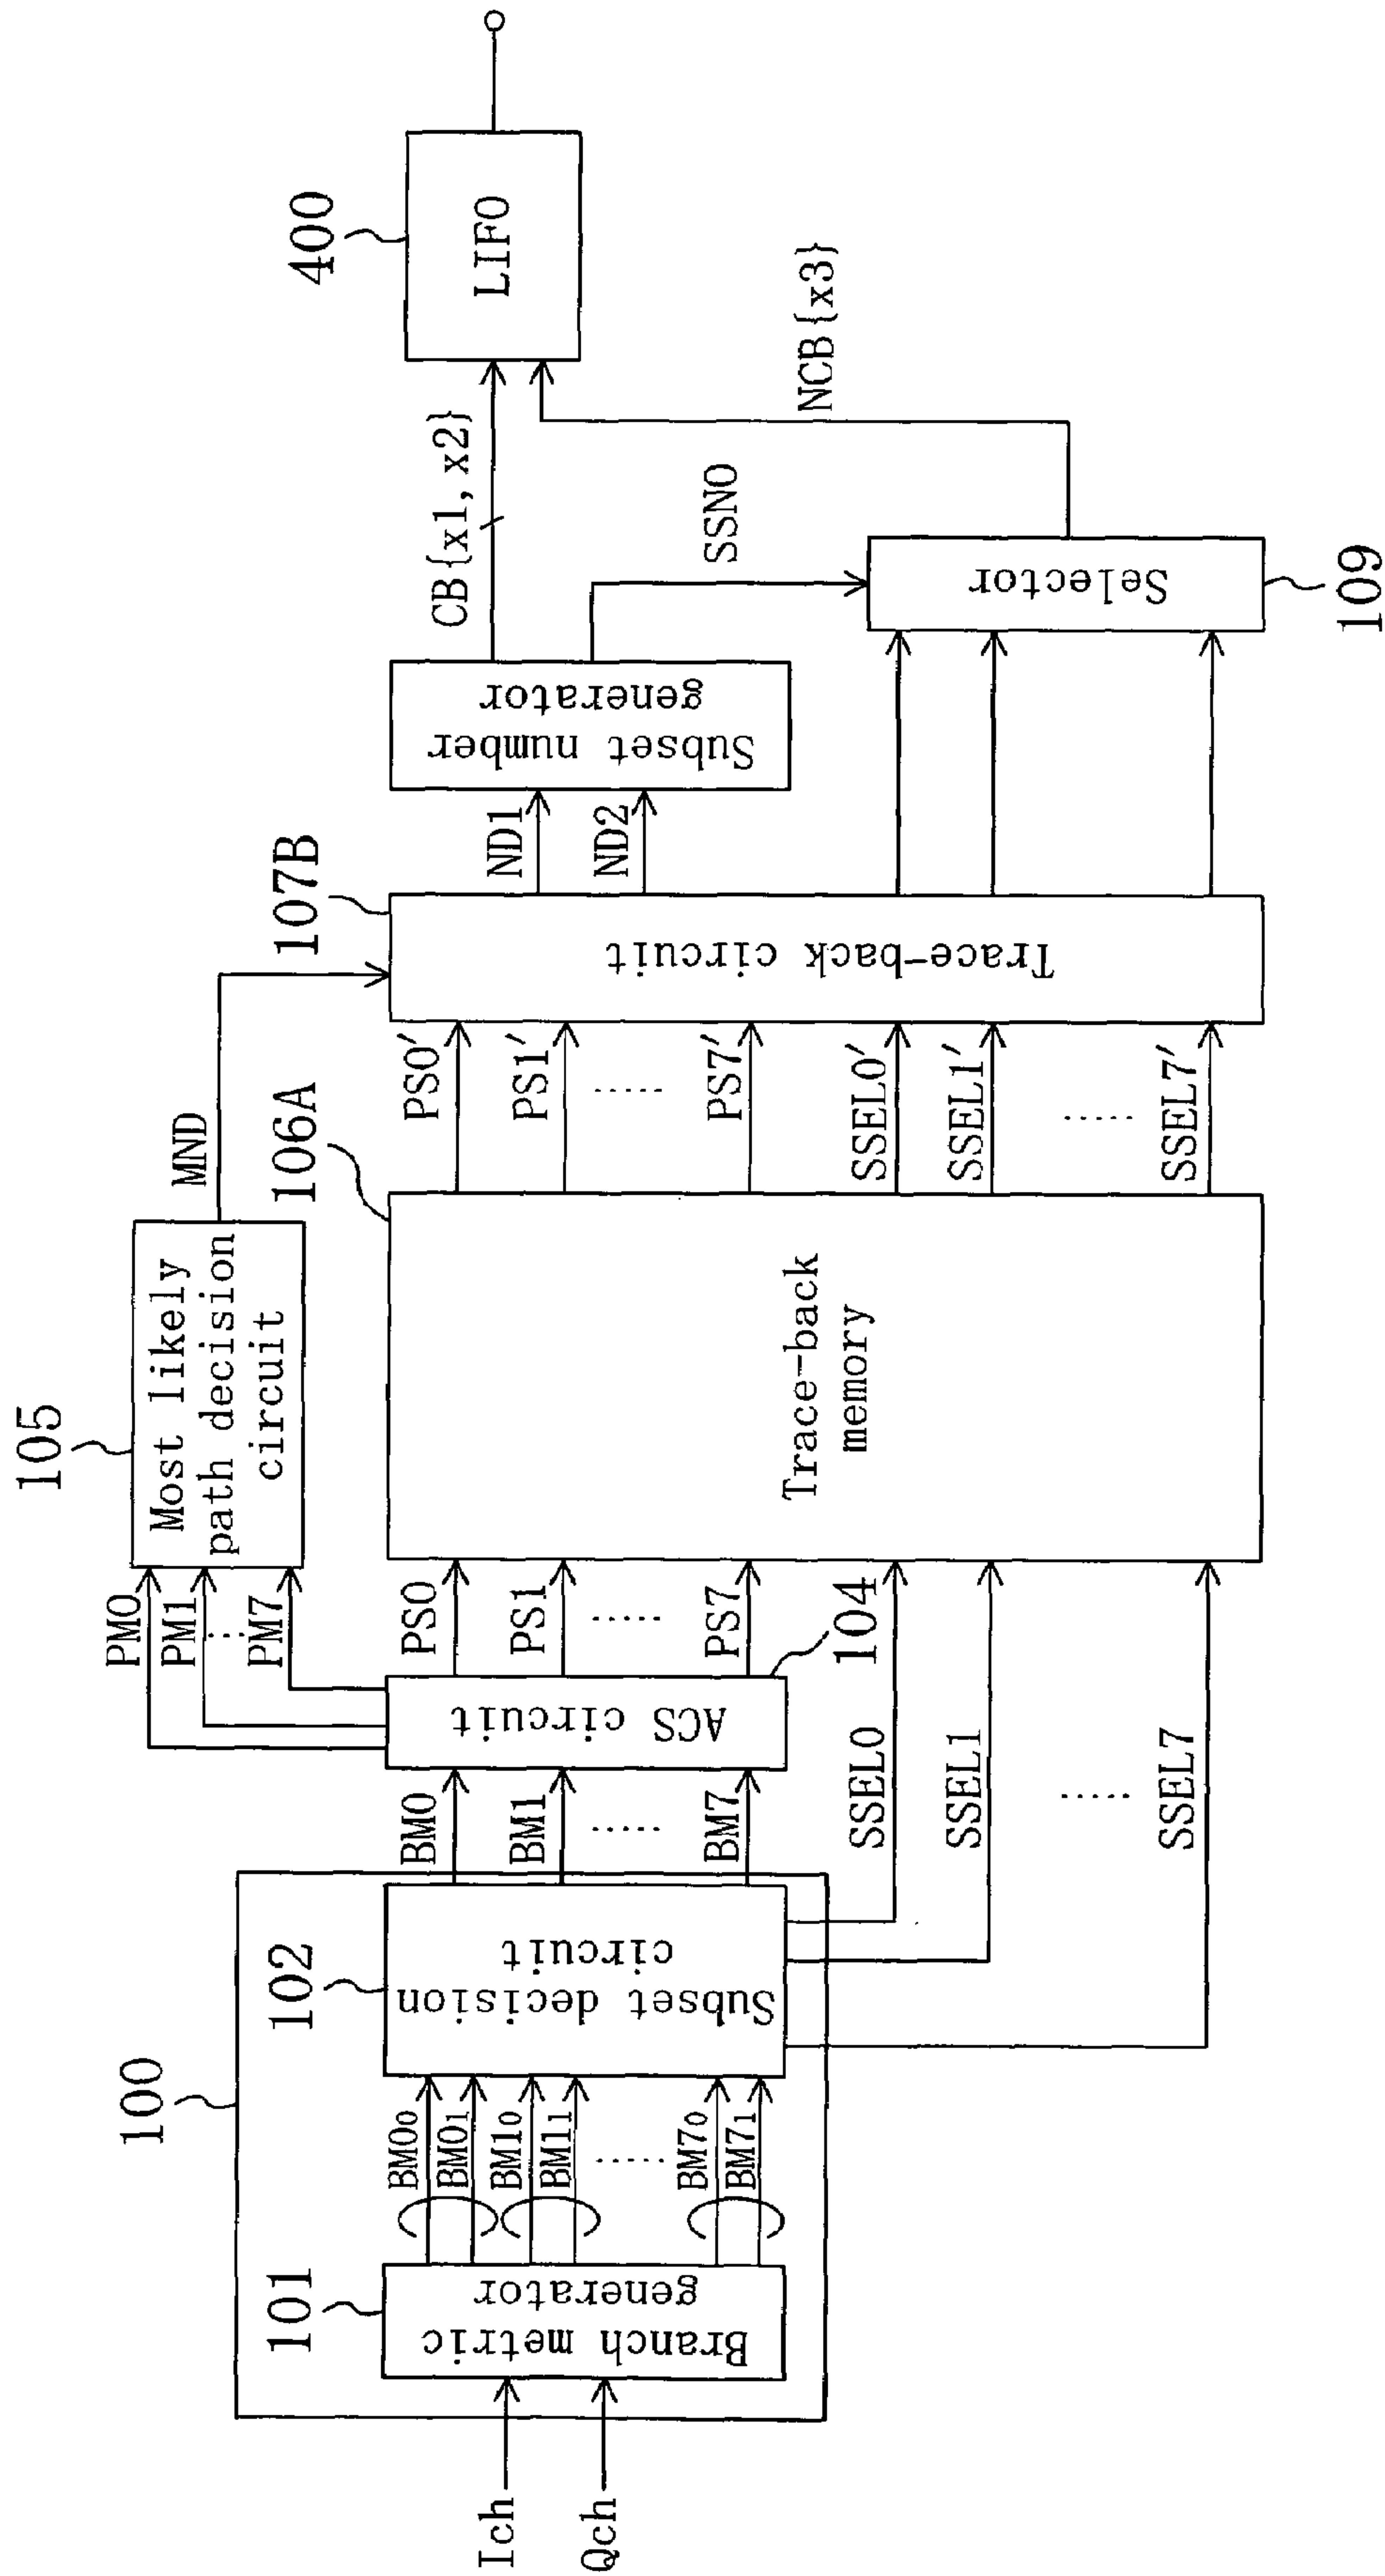 Ich
Qch
100
101
Branch metric
generator
BM0₀
BM0₁
BM1₀
BM1₁
.....
BM7₀
BM7₁
102
Subset decision
circuit
BM0
BM1
.....
BM7
SSEL0
SSEL1
.....
SSEL7
104
ACS circuit
PM0
PM1
.....
PM7
PS0
PS1
.....
PS7
105
Most likely
path decision
circuit
MND
106A
Trace-back
memory
PS0′
PS1′
.....
PS7′
SSEL0′
SSEL1′
.....
SSEL7′
107B
Trace-back circuit
ND1
ND2
Subset number
generator
CB{x1, x2}
SSNO
Selector
109
NCB{x3}
400
LIFO